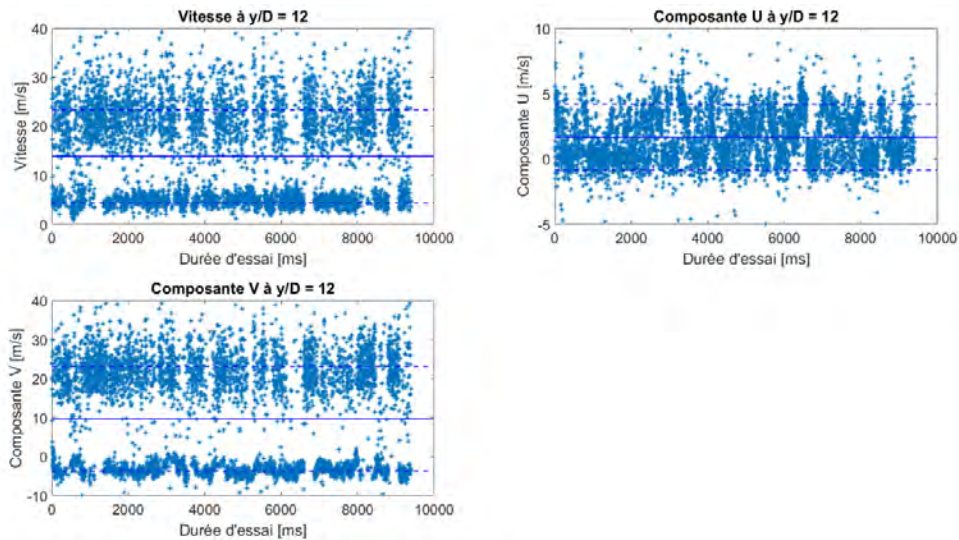 Vitesse à y/D = 12
40
30
20
10
0
Vitesse [m/s]
0 2000 4000 6000 8000 10000
Durée d'essai [ms]
Composante U à y/D = 12
10
5
0
-5
Composante U [m/s]
0 2000 4000 6000 8000 10000
Durée d'essai [ms]
Composante V à y/D = 12
40
30
20
10
0
-10
Composante V [m/s]
0 2000 4000 6000 8000 10000
Durée d'essai [ms]